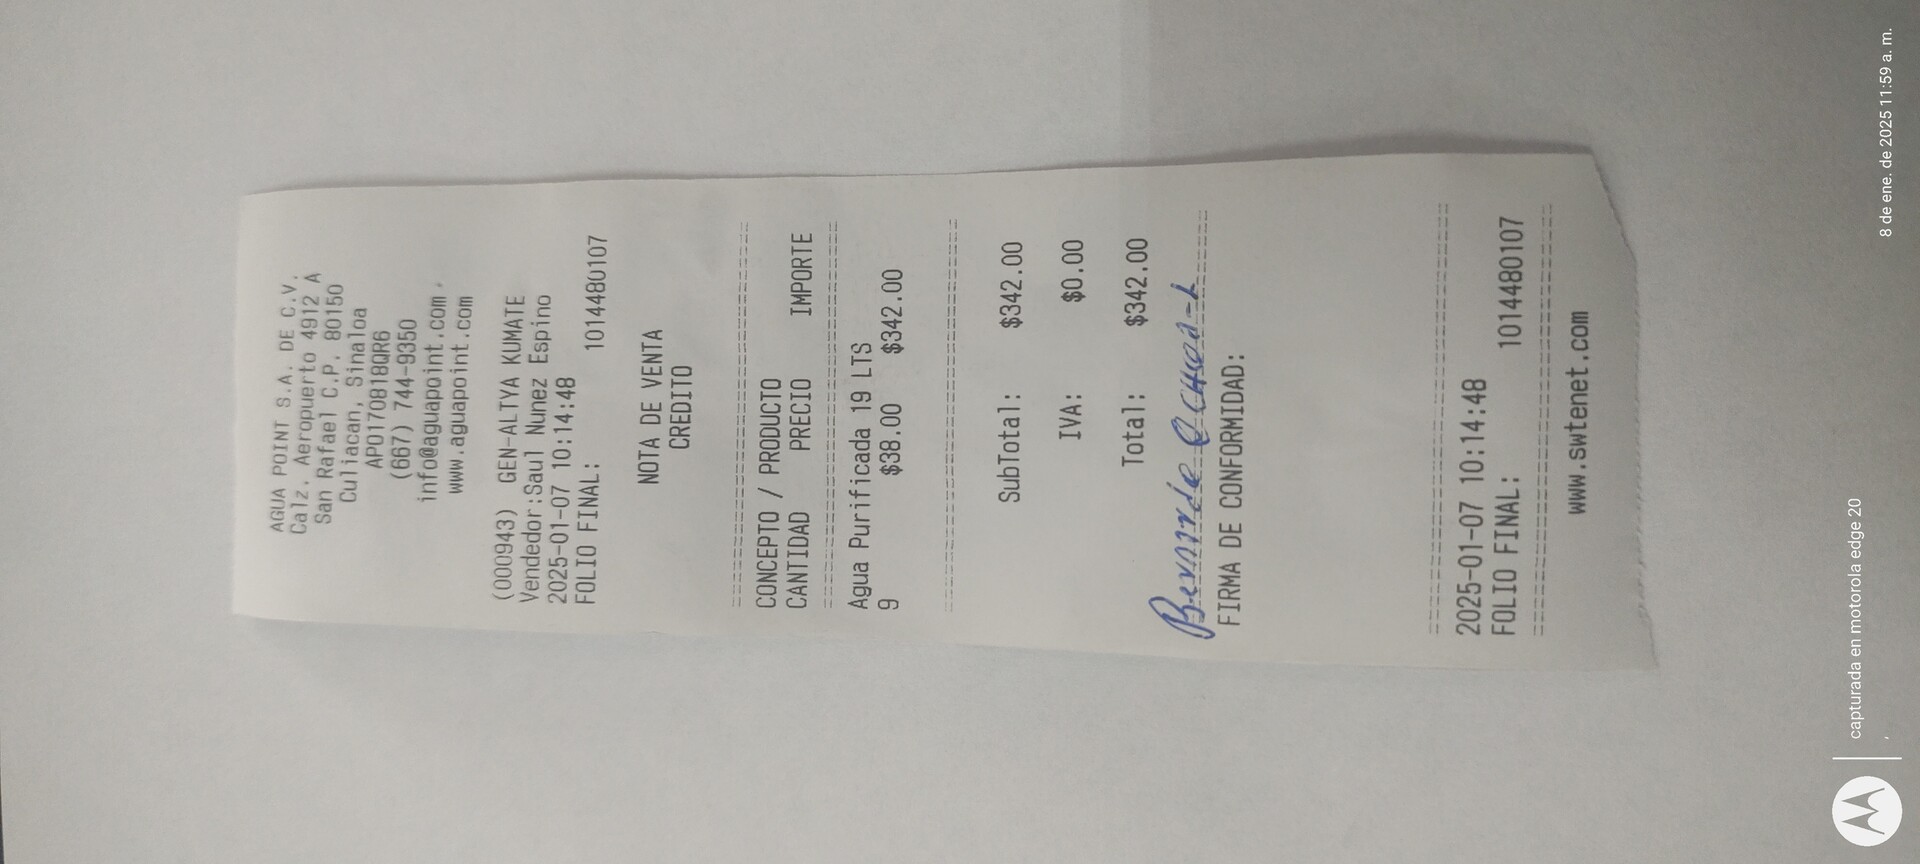 AGUA POINT S.A. DE C.V.
Calz. Aeropuerto 4912 A
San Rafael C.P. 80150
Culiacan, Sinaloa
APO170818QR6
(667) 744-9350
info@aguapoint.com
www.aguapoint.com
(000943) GEN-ALTYA KUMATE
Vendedor:Saul Nunez Espino
2025-01-07 10:14:48
FOLIO FINAL: 1014480107
NOTA DE VENTA
CREDITO
CONCEPTO / PRODUCTO
CANTIDAD PRECIO IMPORTE
Agua Purificada 19 LTS
9 $38.00 $342.00
SubTotal: $342.00
IVA: $0.00
Total: $342.00
FIRMA DE CONFORMIDAD:
2025-01-07 10:14:48
FOLIO FINAL: 1014480107
www.swtenet.com
capturada en motorola edge 20
8 de ene. de 2025 11:59 a. m.